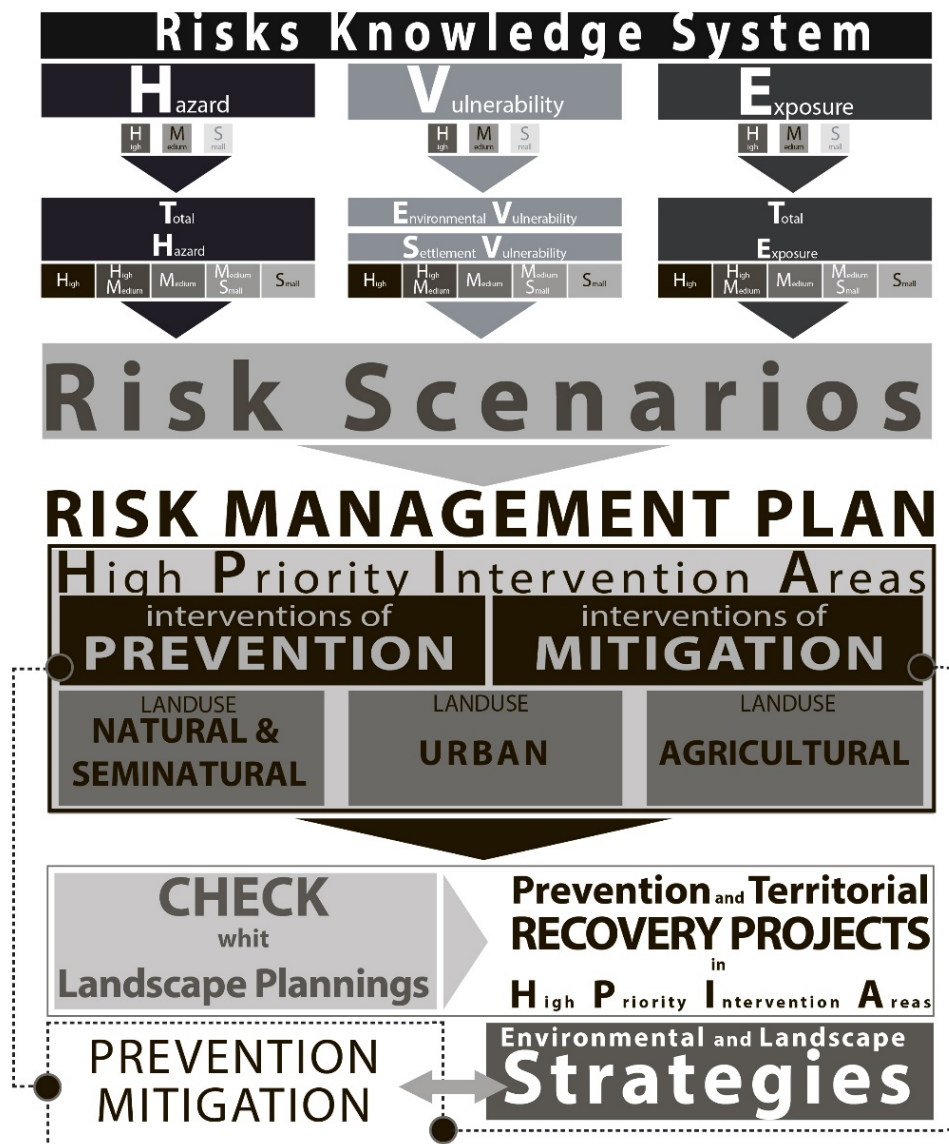 Risks Knowledge System
Hazard
Vulnerability
Exposure
High Medium Small
High Medium Small
High Medium Small
Total
Hazard
Environmental Vulnerability
Settlement Vulnerability
Total
Exposure
High
High Medium
Medium
Medium Small
Small
High
High Medium
Medium
Medium Small
Small
High
High Medium
Medium
Medium Small
Small
Risk Scenarios
RISK MANAGEMENT PLAN
High Priority Intervention Areas
interventions of
PREVENTION
interventions of
MITIGATION
LANDUSE
NATURAL &
SEMINATURAL
LANDUSE
URBAN
LANDUSE
AGRICULTURAL
CHECK
whit
Landscape Plannings
Prevention and Territorial
RECOVERY PROJECTS
in
High Priority Intervention Areas
PREVENTION
MITIGATION
Environmental and Landscape
Strategies